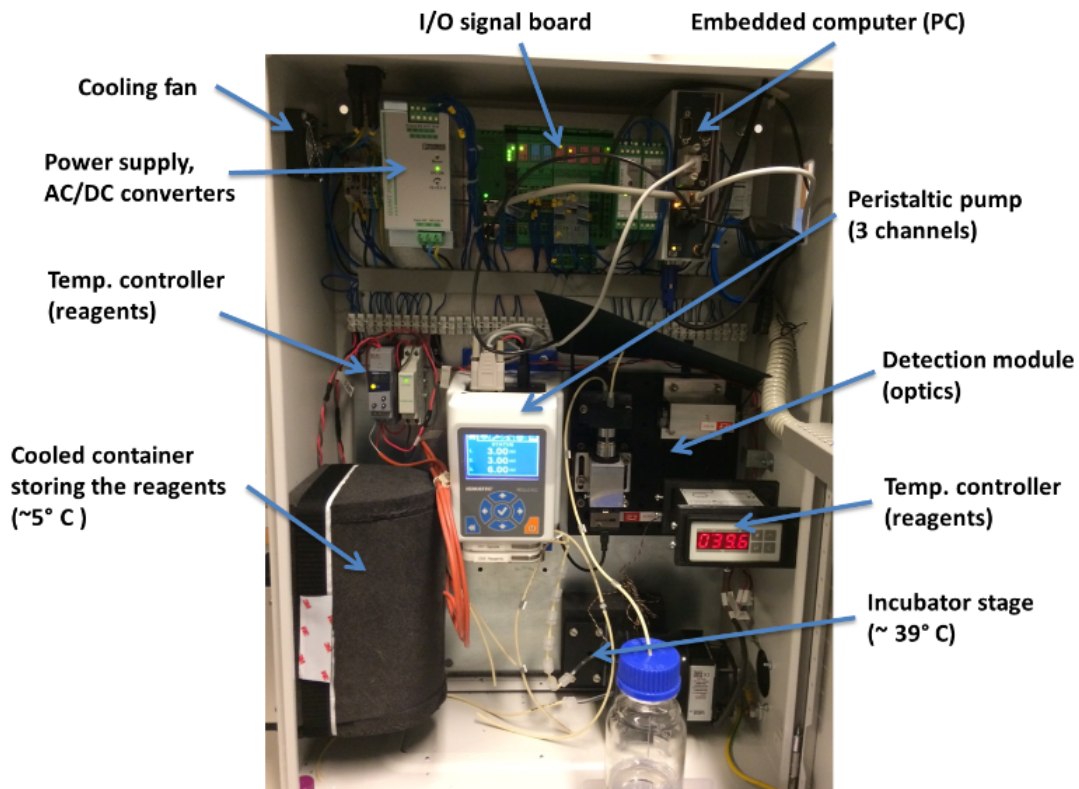 I/O signal board
Embedded computer (PC)
Cooling fan
Power supply,
AC/DC converters
Peristaltic pump
(3 channels)
Temp. controller
(reagents)
Detection module
(optics)
Cooled container
storing the reagents
(~5° C )
STATUS
3.00
3.00
6.00
Temp. controller
(reagents)
039.6
Incubator stage
(~ 39° C)